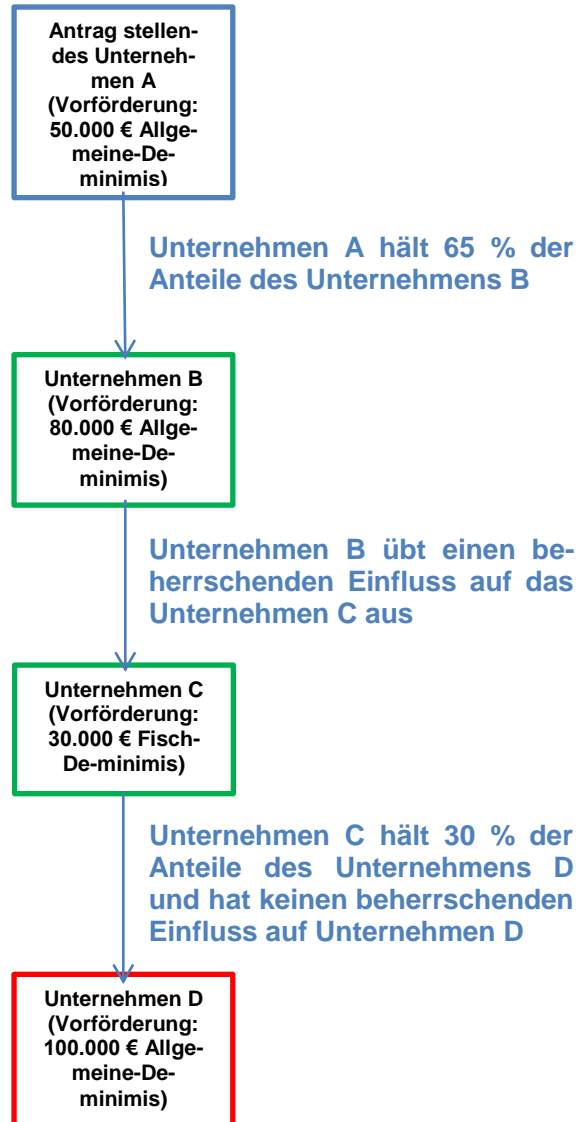 Antrag stellen-
des Unterneh-
men A
(Vorförderung:
50.000 € Allge-
meine-De-
minimis)
Unternehmen A hält 65 % der
Anteile des Unternehmens B
Unternehmen B
(Vorförderung:
80.000 € Allge-
meine-De-
minimis)
Unternehmen B übt einen be-
herrschenden Einfluss auf das
Unternehmen C aus
Unternehmen C
(Vorförderung:
30.000 € Fisch-
De-minimis)
Unternehmen C hält 30 % der
Anteile des Unternehmens D
und hat keinen beherrschenden
Einfluss auf Unternehmen D
Unternehmen D
(Vorförderung:
100.000 € Allge-
meine-De-
minimis)